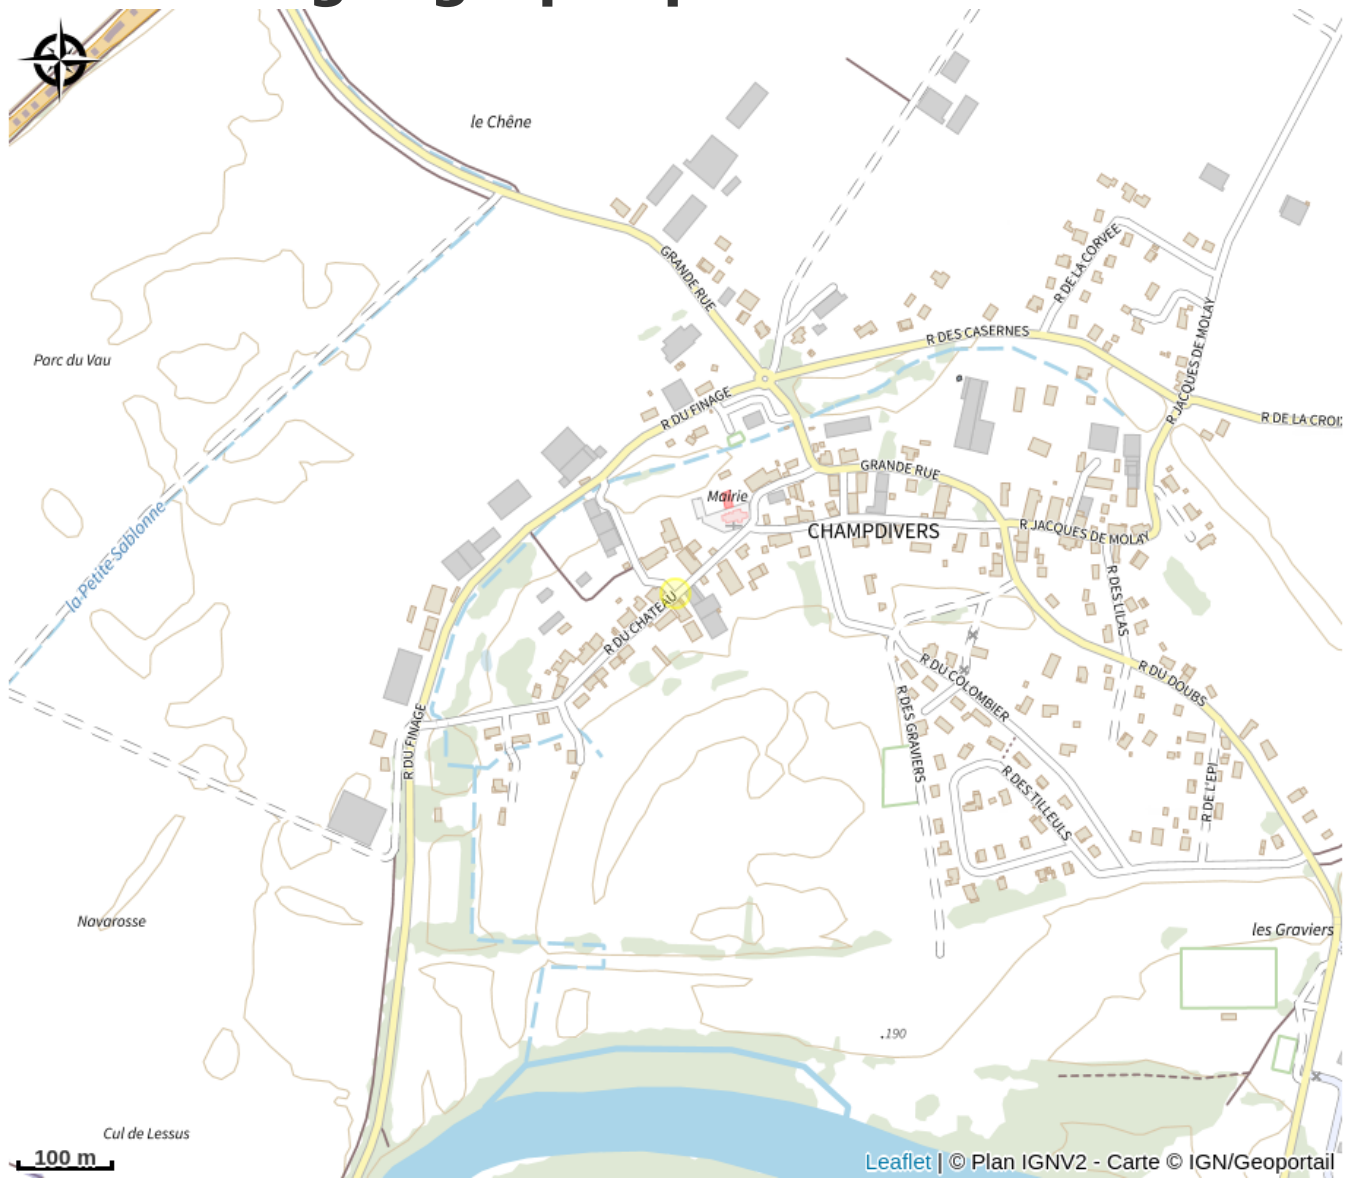 le Chêne
GRANDE RUE
R DE LA CORVEE
R DES CASERNES
R JACQUES DE MOLAY
Parc du Vau
R DU FINAGE
R DE LA CROI
GRANDE RUE
Mairie
CHAMPDIVERS
R JACQUES DE MOLAY
la Petite Sablonne
R DU CHATEAU
R DES LILAS
R DU COLOMBIER
R DU DOUBS
R DES GRAVIERS
R DU FINAGE
R DES TILLEULS
R DE L'EPI
Navarosse
les Graviers
.190
Cul de Lessus
100 m
Leaflet | © Plan IGNV2 - Carte © IGN/Geoportail